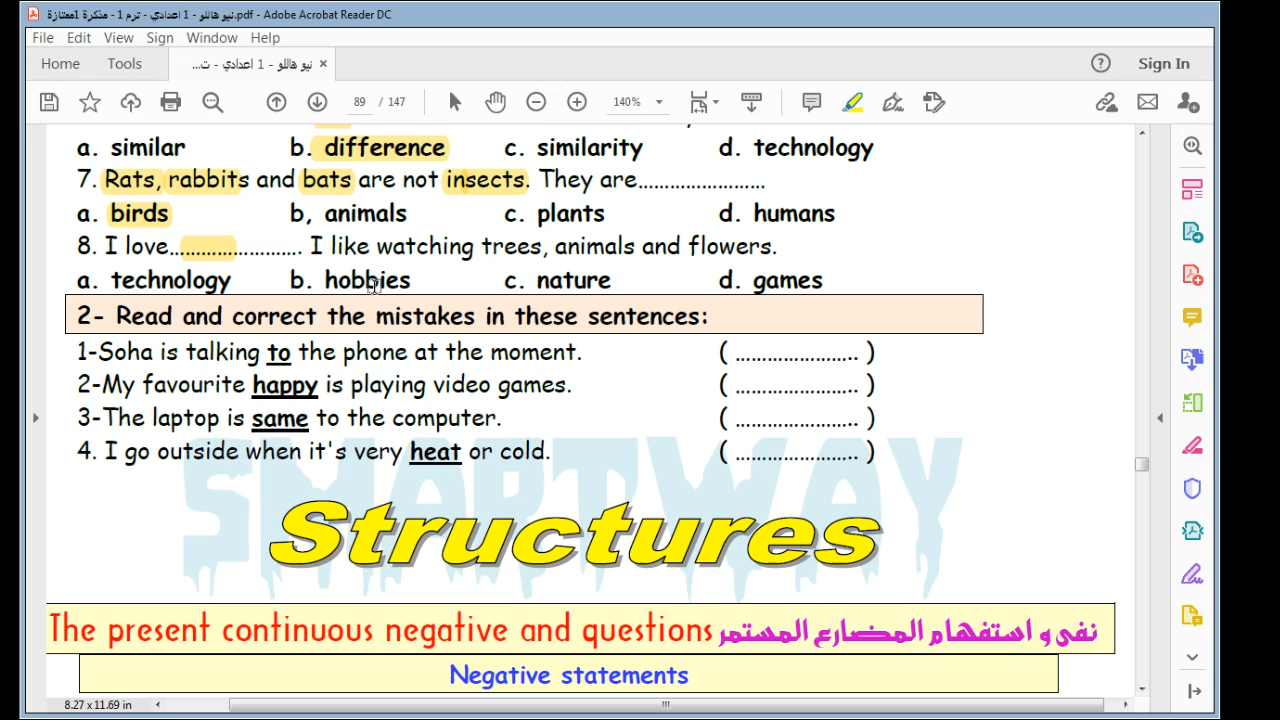 نيو هاللو - 1 اعدادي - ترم 1 - مذكرة 1ممتازة.pdf - Adobe Acrobat Reader DC
File Edit View Sign Window Help
Home Tools نيو هاللو - 1 اعدادي - ت... × Sign In
89 / 147 140%
a. similar b. difference c. similarity d. technology
7. Rats, rabbits and bats are not insects. They are........................
a. birds b, animals c. plants d. humans
8. I love......................... I like watching trees, animals and flowers.
a. technology b. hobbies c. nature d. games
2- Read and correct the mistakes in these sentences:
1-Soha is talking to the phone at the moment. ( ....................... )
2-My favourite happy is playing video games. ( ....................... )
3-The laptop is same to the computer. ( ....................... )
4. I go outside when it's very heat or cold. ( ....................... )
SMARTWAY
Structures
The present continuous negative and questions نفى و استفهام المضارع المستمر
Negative statements
8.27 x 11.69 in